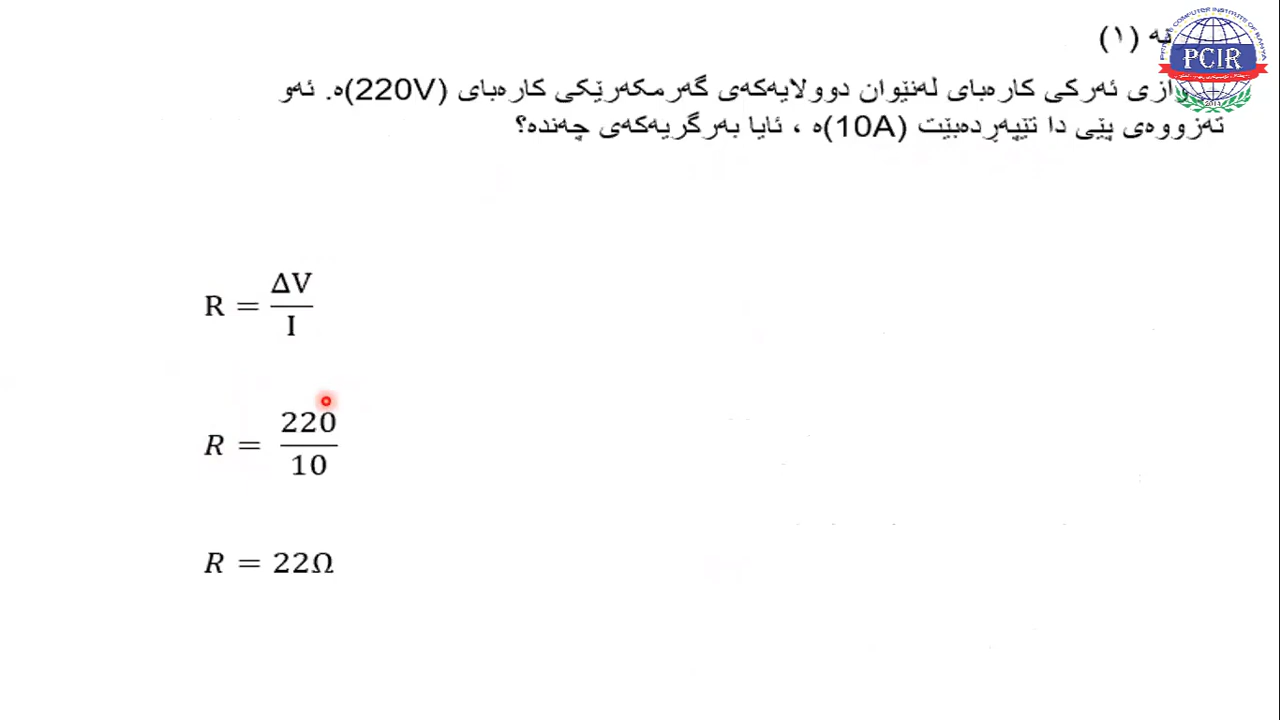 (١)
ئەرکی کارەبای لەنێوان دوولایەکەی گەرمکەرێکی کارەبای (220V)ە. ئەو
تەزووەی پێی دا تێپەڕدەبێت (10A)ە ، ئایا بەرگریەکەی چەندە؟
R = ΔV / I
R = 220 / 10
R = 22Ω
PCIR